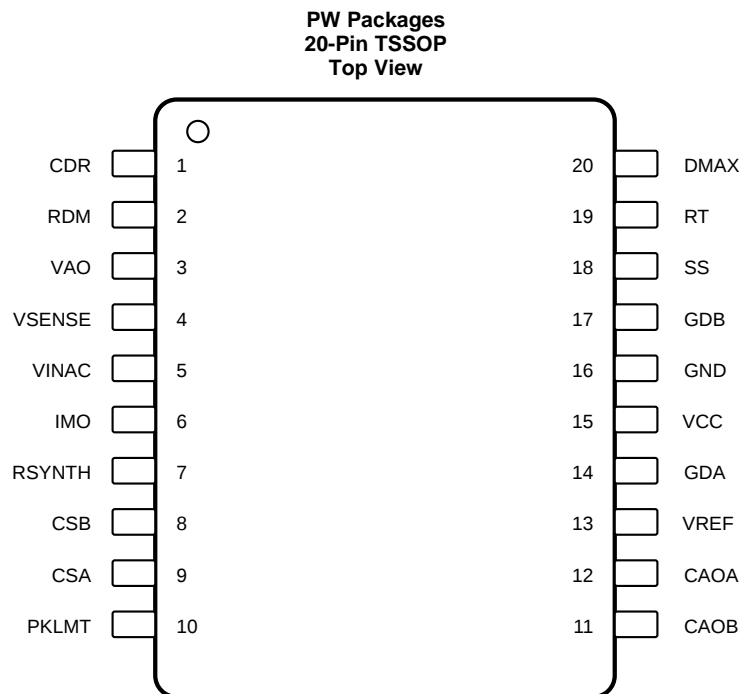 PW Packages
20-Pin TSSOP
Top View
CDR 1 20 DMAX
RDM 2 19 RT
VAO 3 18 SS
VSENSE 4 17 GDB
VINAC 5 16 GND
IMO 6 15 VCC
RSYNTH 7 14 GDA
CSB 8 13 VREF
CSA 9 12 CAOA
PKLMT 10 11 CAOB